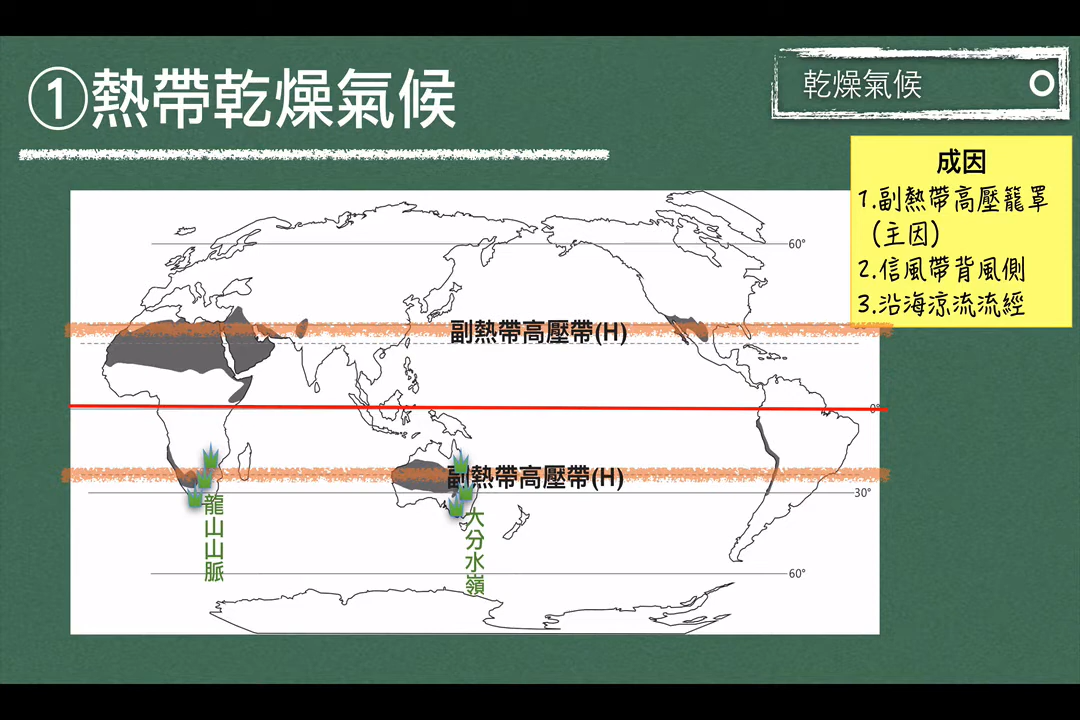 ①熱帶乾燥氣候
乾燥氣候
成因
1.副熱帶高壓籠罩
(主因)
2.信風帶背風側
3.沿海涼流流經
60°
副熱帶高壓帶(H)
0°
副熱帶高壓帶(H)
30°
龍山山脈
大分水嶺
60°